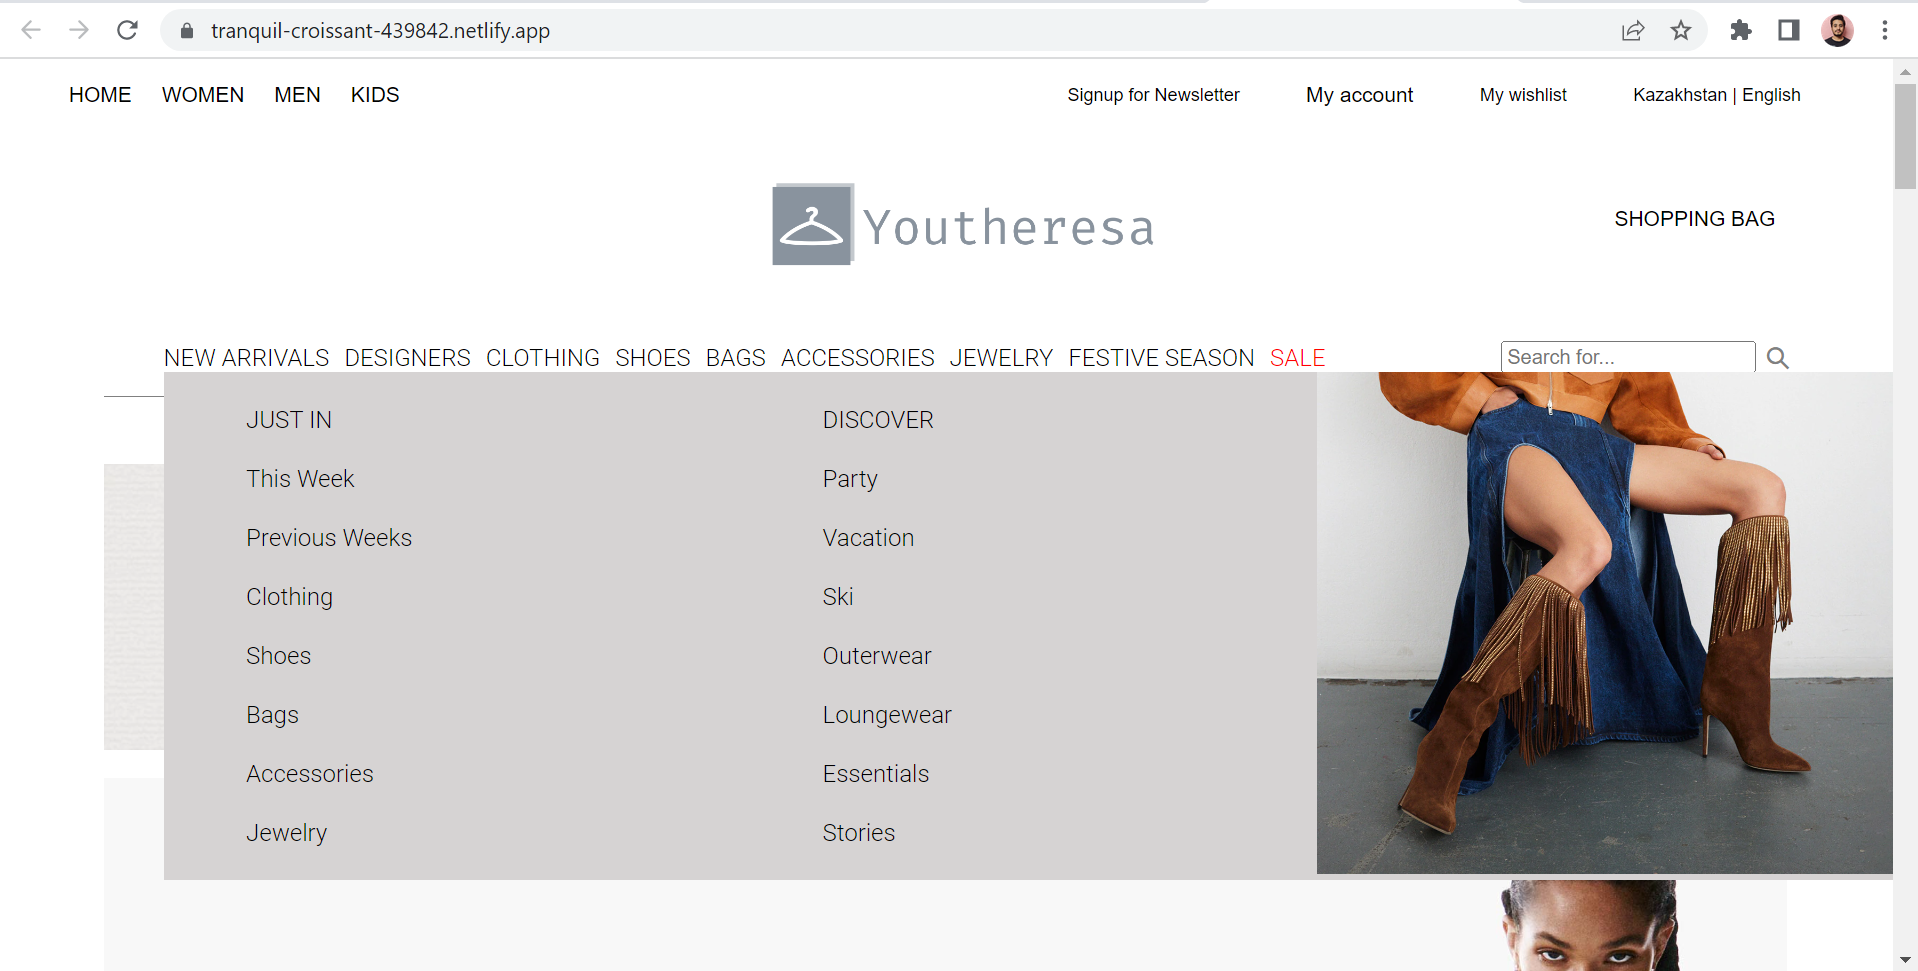 tranquil-croissant-439842.netlify.app
HOME WOMEN MEN KIDS Signup for Newsletter My account My wishlist Kazakhstan | English
Youtheresa
SHOPPING BAG
NEW ARRIVALS DESIGNERS CLOTHING SHOES BAGS ACCESSORIES JEWELRY FESTIVE SEASON SALE Search for...
JUST IN DISCOVER
This Week Party
Previous Weeks Vacation
Clothing Ski
Shoes Outerwear
Bags Loungewear
Accessories Essentials
Jewelry Stories